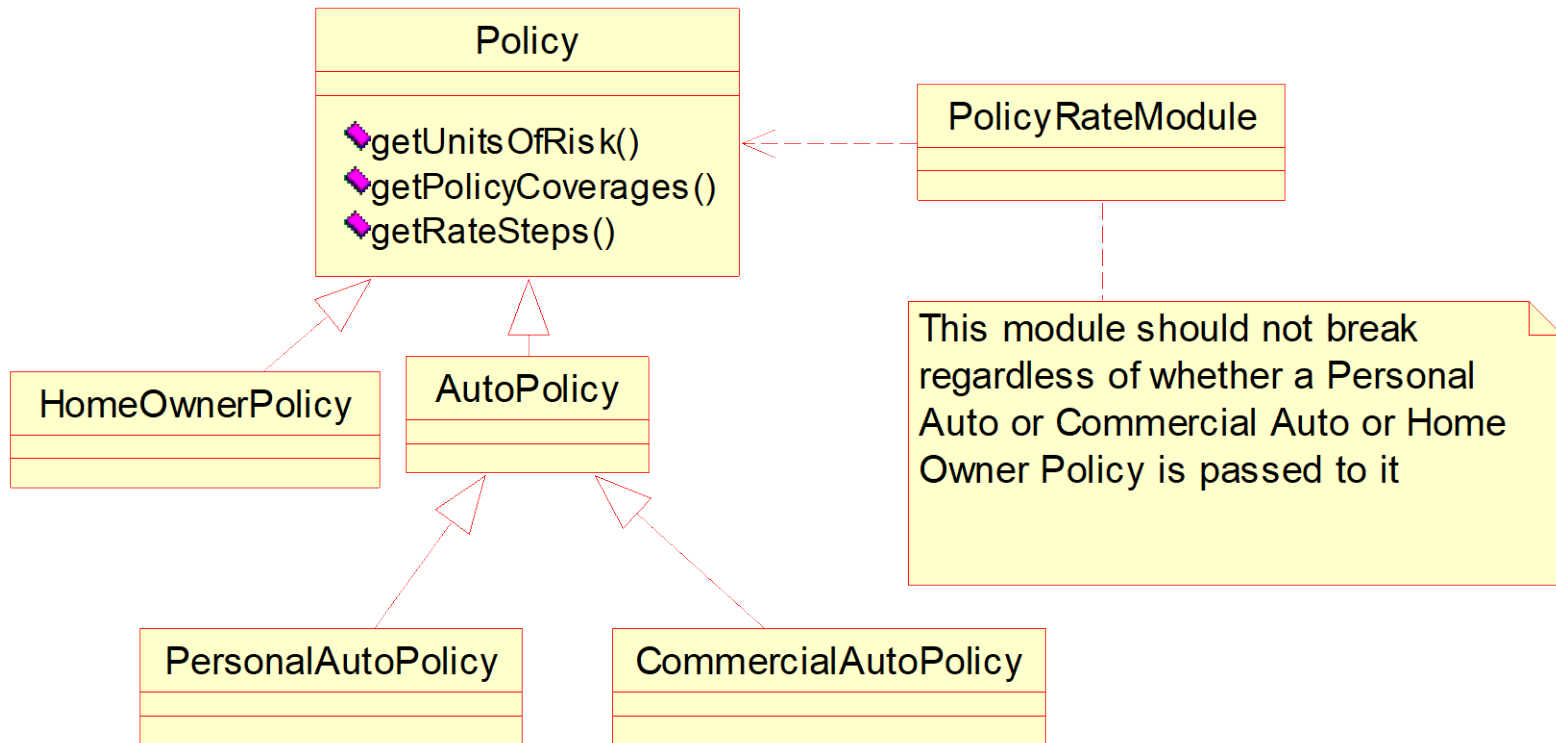 Policy
getUnitsOfRisk()
getPolicyCoverages()
getRateSteps()
PolicyRateModule
This module should not break
regardless of whether a Personal
Auto or Commercial Auto or Home
Owner Policy is passed to it
HomeOwnerPolicy
AutoPolicy
PersonalAutoPolicy
CommercialAutoPolicy